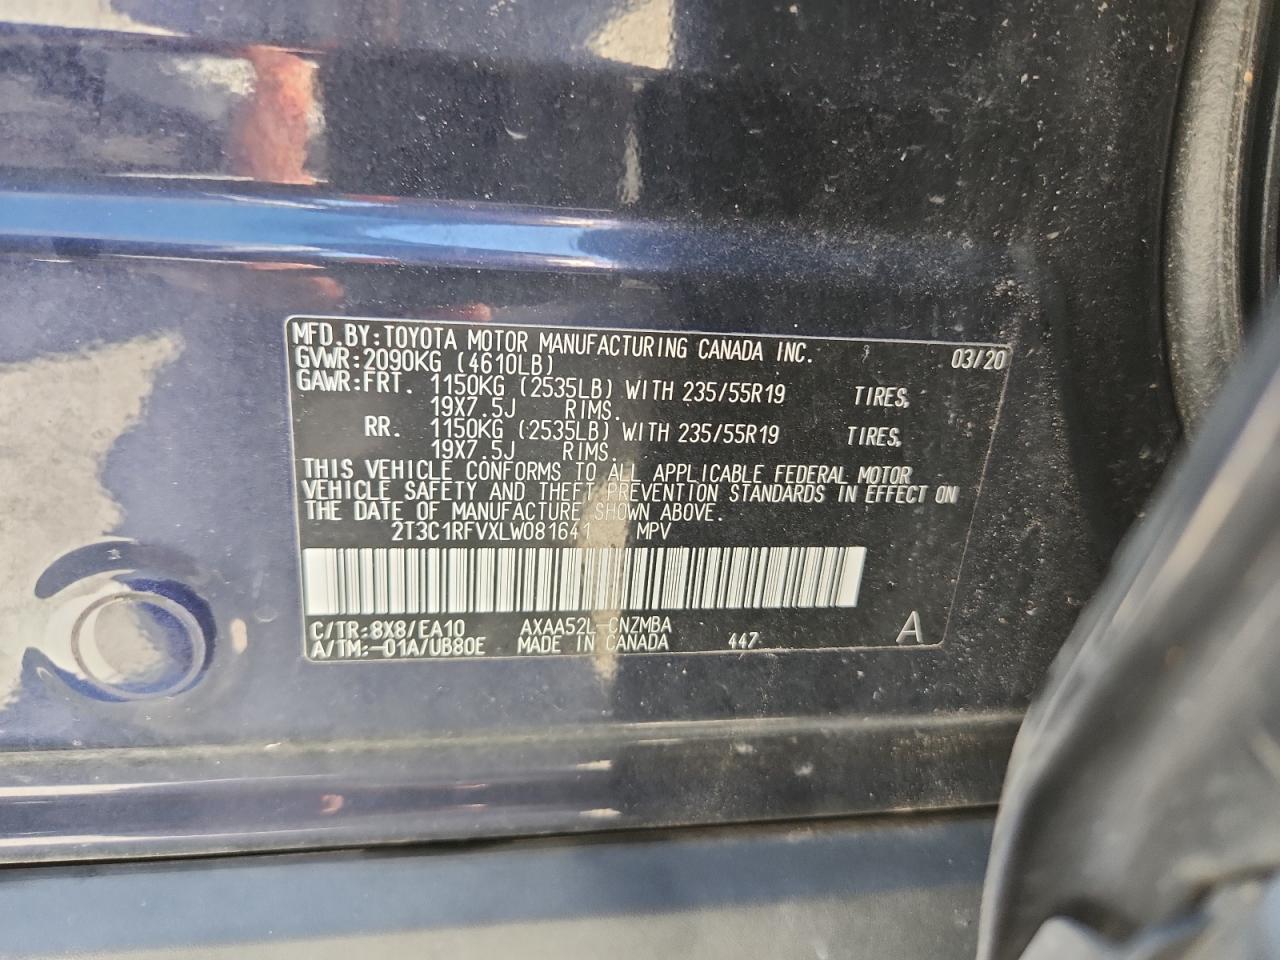 MFD.BY:TOYOTA MOTOR MANUFACTURING CANADA INC. 03/20
GVWR:2090KG (4610LB)
GAWR:FRT. 1150KG (2535LB) WITH 235/55R19 TIRES,
19X7.5J RIMS.
RR. 1150KG (2535LB) WITH 235/55R19 TIRES,
19X7.5J RIMS.
THIS VEHICLE CONFORMS TO ALL APPLICABLE FEDERAL MOTOR
VEHICLE SAFETY AND THEFT PREVENTION STANDARDS IN EFFECT ON
THE DATE OF MANUFACTURE SHOWN ABOVE.
2T3C1RFVXLW081641 MPV
C/TR:8X8/EA10 AXAA52L-CNZMBA
A/TM:-01A/UB80E MADE IN CANADA 447 A